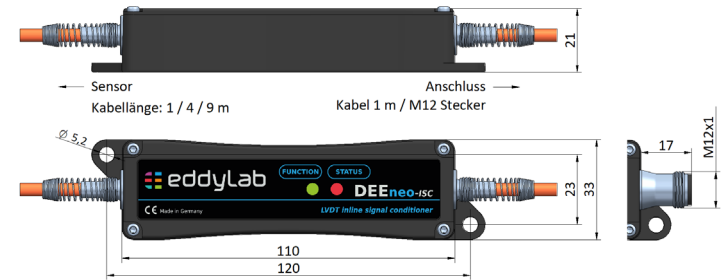 21
Sensor
Anschluss
Kabellänge: 1 / 4 / 9 m
Kabel 1 m / M12 Stecker
Ø 5,2
eddylab
FUNCTION
STATUS
DEEneo-ISC
CE Made in Germany
LVDT inline signal conditioner
23
33
17
M12x1
110
120